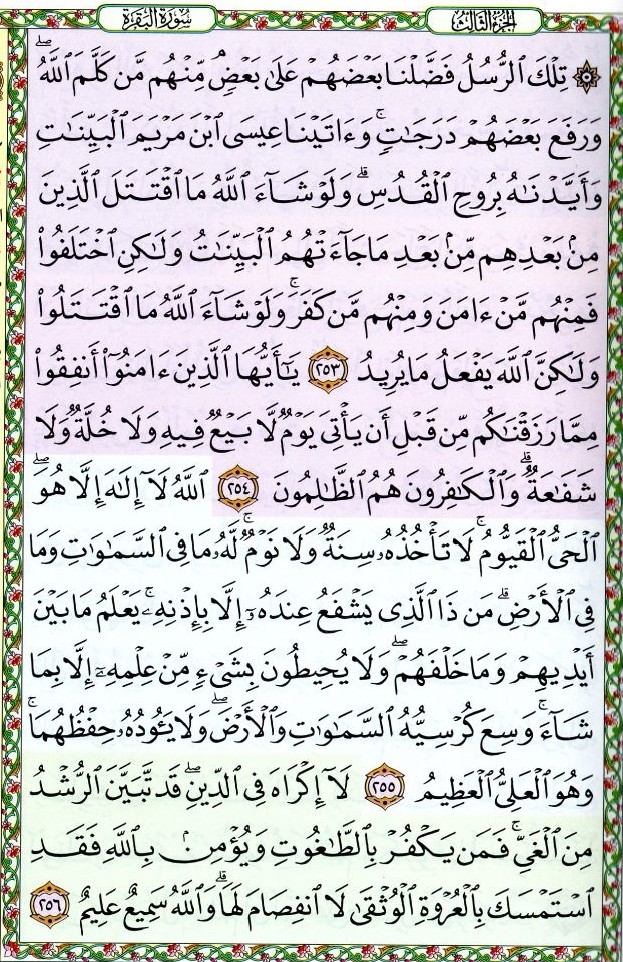 الجزء الثالث
سورة البقرة
۞ تِلْكَ ٱلرُّسُلُ فَضَّلْنَا بَعْضَهُمْ عَلَىٰ بَعْضٍۘ مِّنْهُم مَّن كَلَّمَ ٱللَّهُۖ
وَرَفَعَ بَعْضَهُمْ دَرَجَـٰتٍۚ وَءَاتَيْنَا عِيسَى ٱبْنَ مَرْيَمَ ٱلْبَيِّنَـٰتِ
وَأَيَّدْنَـٰهُ بِرُوحِ ٱلْقُدُسِۗ وَلَوْ شَآءَ ٱللَّهُ مَا ٱقْتَتَلَ ٱلَّذِينَ
مِنۢ بَعْدِهِم مِّنۢ بَعْدِ مَا جَآءَتْهُمُ ٱلْبَيِّنَـٰتُ وَلَـٰكِنِ ٱخْتَلَفُوا۟
فَمِنْهُم مَّنْ ءَامَنَ وَمِنْهُم مَّن كَفَرَۚ وَلَوْ شَآءَ ٱللَّهُ مَا ٱقْتَتَلُوا۟
وَلَـٰكِنَّ ٱللَّهَ يَفْعَلُ مَا يُرِيدُ ٢٥٣ يَـٰٓأَيُّهَا ٱلَّذِينَ ءَامَنُوٓا۟ أَنفِقُوا۟
مِمَّا رَزَقْنَـٰكُم مِّن قَبْلِ أَن يَأْتِىَ يَوْمٌ لَّا بَيْعٌ فِيهِ وَلَا خُلَّةٌ وَلَا
شَفَـٰعَةٌۗ وَٱلْكَـٰفِرُونَ هُمُ ٱلظَّـٰلِمُونَ ٢٥٤ ٱللَّهُ لَآ إِلَـٰهَ إِلَّا هُوَۖ
ٱلْحَىُّ ٱلْقَيُّومُۚ لَا تَأْخُذُهُۥ سِنَةٌ وَلَا نَوْمٌۚ لَّهُۥ مَا فِى ٱلسَّمَـٰوَٰتِ وَمَا
فِى ٱلْأَرْضِۗ مَن ذَا ٱلَّذِى يَشْفَعُ عِندَهُۥٓ إِلَّا بِإِذْنِهِۦۚ يَعْلَمُ مَا بَيْنَ
أَيْدِيهِمْ وَمَا خَلْفَهُمْۖ وَلَا يُحِيطُونَ بِشَىْءٍ مِّنْ عِلْمِهِۦٓ إِلَّا بِمَا
شَآءَۚ وَسِعَ كُرْسِيُّهُ ٱلسَّمَـٰوَٰتِ وَٱلْأَرْضَۖ وَلَا يَـُٔودُهُۥ حِفْظُهُمَاۚ
وَهُوَ ٱلْعَلِىُّ ٱلْعَظِيمُ ٢٥٥ لَآ إِكْرَاهَ فِى ٱلدِّينِۖ قَد تَّبَيَّنَ ٱلرُّشْدُ
مِنَ ٱلْغَىِّۚ فَمَن يَكْفُرْ بِٱلطَّـٰغُوتِ وَيُؤْمِنۢ بِٱللَّهِ فَقَدِ
ٱسْتَمْسَكَ بِٱلْعُرْوَةِ ٱلْوُثْقَىٰ لَا ٱنفِصَامَ لَهَاۗ وَٱللَّهُ سَمِيعٌ عَلِيمٌ ٢٥٦